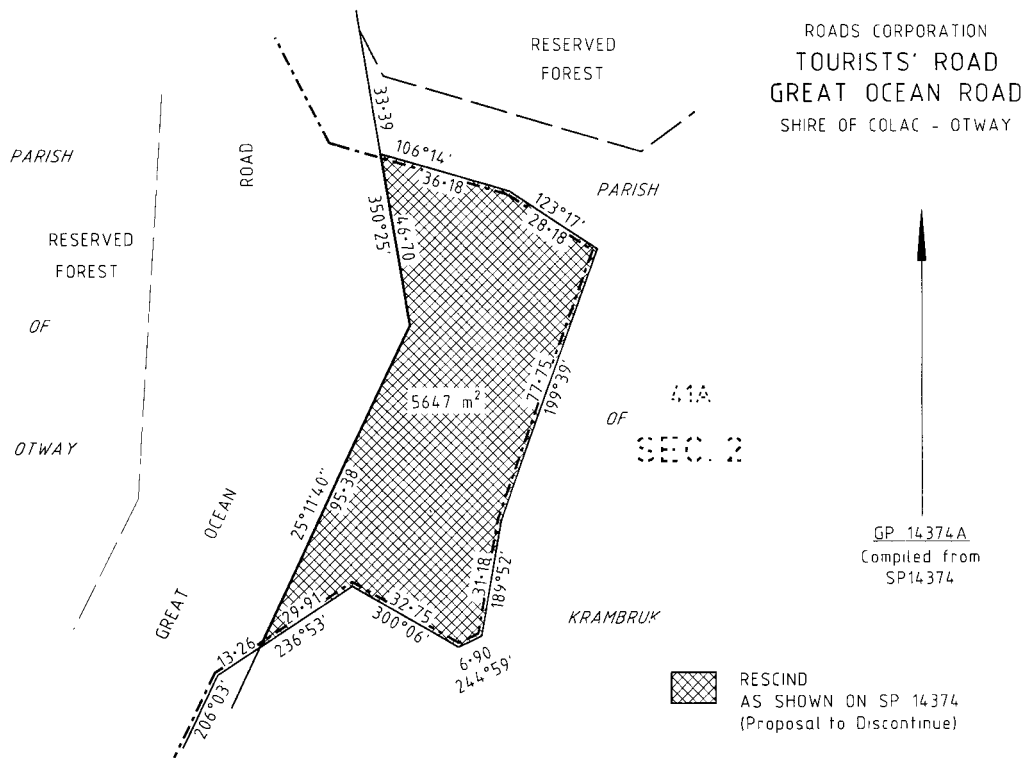 ROADS CORPORATION
TOURISTS' ROAD
GREAT OCEAN ROAD
SHIRE OF COLAC - OTWAY
RESERVED
FOREST
33·39
PARISH
ROAD
106°14'
36·18
123°17'
28·18
PARISH
350°25'
46·70
RESERVED
FOREST
OF
77·75
199°39'
5647 m²
41A
OF
SEC. 2
OTWAY
25°11'40"
95·38
OCEAN
GP 14374A
Compiled from
SP14374
31·18
189°52'
GREAT
29·91
236°53'
32·75
300°06'
KRAMBRUK
13·26
6·90
244°59'
206°03'
RESCIND
AS SHOWN ON SP 14374
(Proposal to Discontinue)